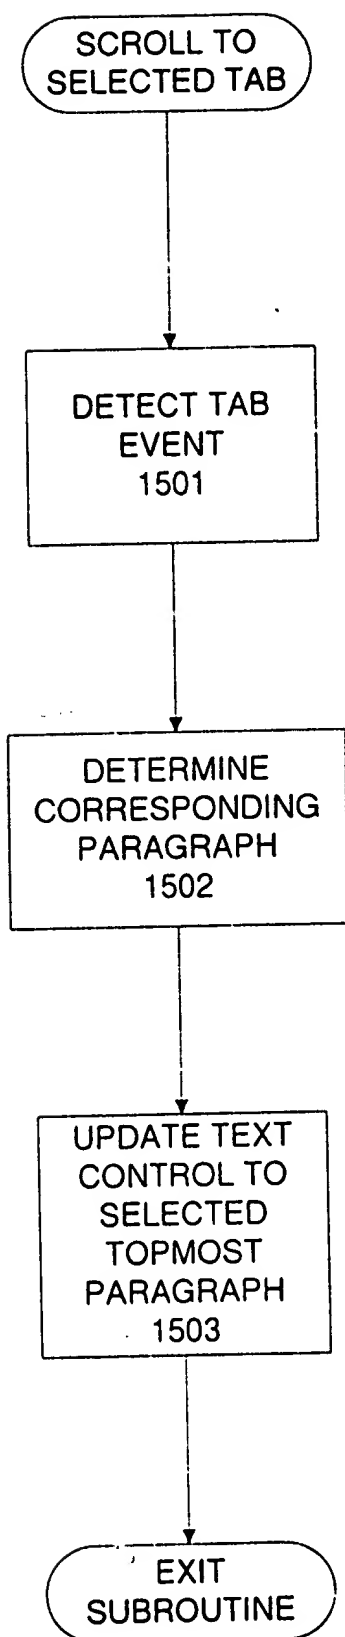 SCROLL TO
SELECTED TAB
DETECT TAB
EVENT
1501
DETERMINE
CORRESPONDING
PARAGRAPH
1502
UPDATE TEXT
CONTROL TO
SELECTED
TOPMOST
PARAGRAPH
1503
EXIT
SUBROUTINE